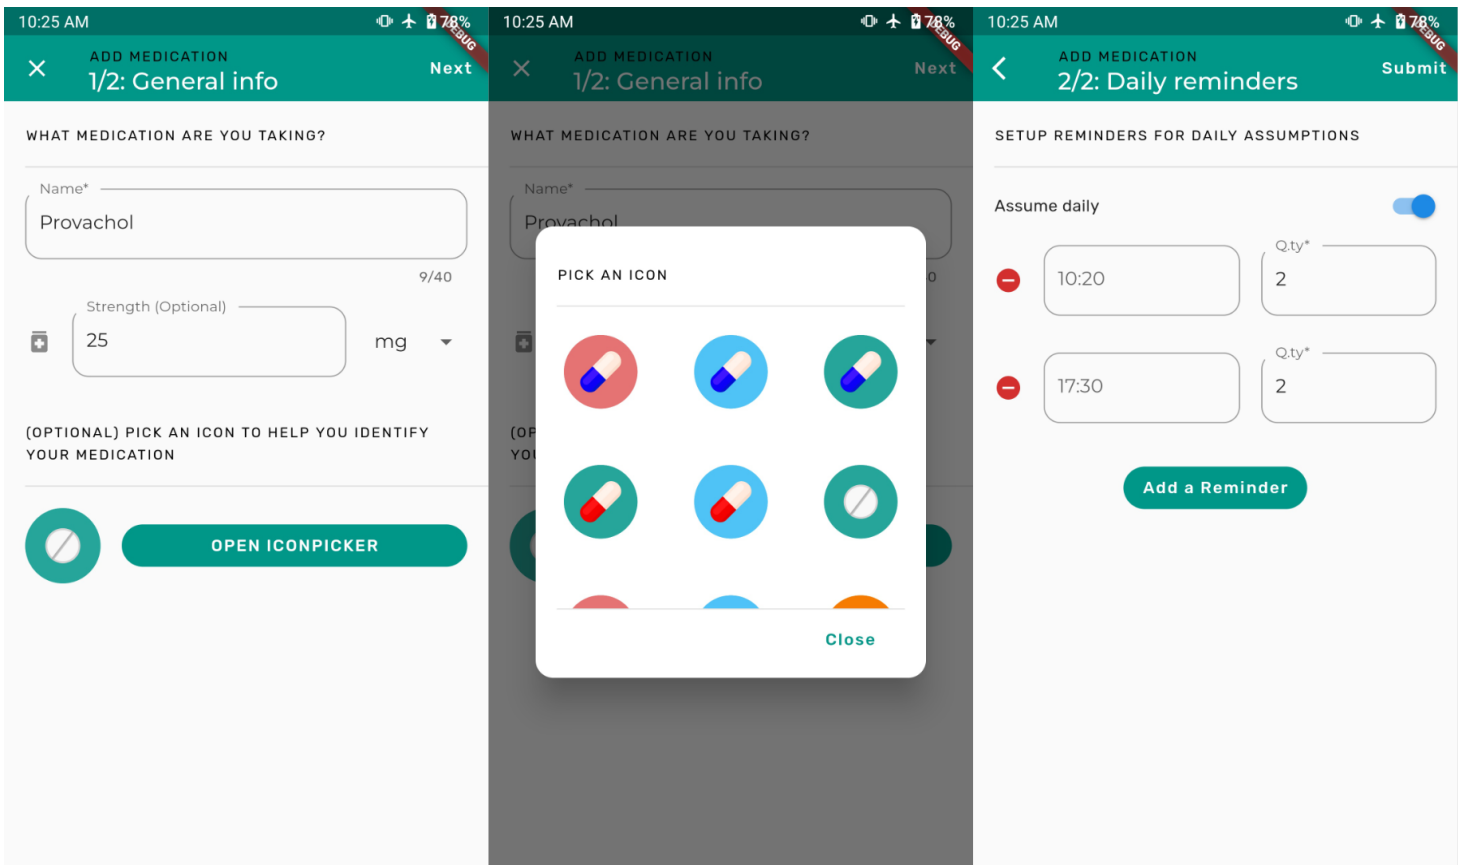 10:25 AM
78%
DEBUG
ADD MEDICATION
1/2: General info
Next
WHAT MEDICATION ARE YOU TAKING?
Name*
Provachol
9/40
Strength (Optional)
25
mg
(OPTIONAL) PICK AN ICON TO HELP YOU IDENTIFY
YOUR MEDICATION
OPEN ICONPICKER
10:25 AM
78%
DEBUG
ADD MEDICATION
1/2: General info
Next
WHAT MEDICATION ARE YOU TAKING?
Name*
Provachol
0
(OP
YOU
PICK AN ICON
Close
10:25 AM
78%
DEBUG
ADD MEDICATION
2/2: Daily reminders
Submit
SETUP REMINDERS FOR DAILY ASSUMPTIONS
Assume daily
10:20
Q.ty*
2
17:30
Q.ty*
2
Add a Reminder